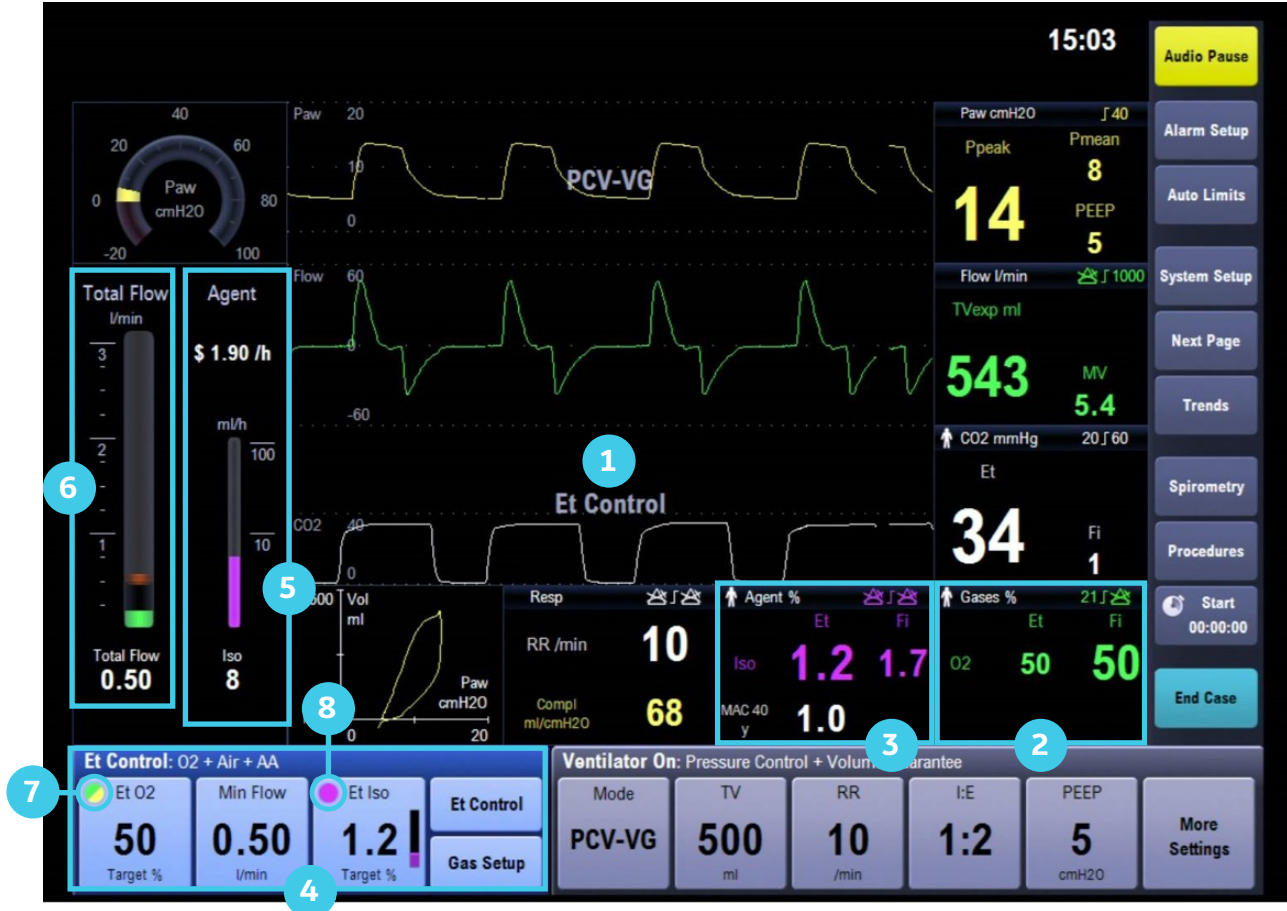 15:03
Audio Pause
Alarm Setup
Auto Limits
System Setup
Next Page
Trends
Spirometry
Procedures
Start
00:00:00
End Case
40
20 60
0 80
-20 100
Paw
cmH2O
Paw 20
10
0
PCV-VG
Paw cmH2O 40
Ppeak Pmean
14 8
PEEP
5
Total Flow
l/min
3
2
1
Total Flow
0.50
6
Agent
$ 1.90 /h
ml/h
100
10
Iso
8
5
Flow 60
0
-60
Flow l/min 1000
TVexp ml
543
MV
5.4
1
Et Control
CO2 40
0
CO2 mmHg 20 60
Et
34
Fi
1
Vol
ml
Paw
cmH2O
0 20
8
Resp
RR /min 10
Compl
ml/cmH2O 68
Agent %
Et Fi
Iso 1.2 1.7
MAC 40
y 1.0
3
Gases % 21
Et Fi
O2 50 50
2
Et Control: O2 + Air + AA
7
Et O2
50
Target %
Min Flow
0.50
l/min
Et Iso
1.2
Target %
Et Control
Gas Setup
4
Ventilator On: Pressure Control +
Mode
PCV-VG
TV
500
ml
RR
10
/min
I:E
1:2
PEEP
5
cmH2O
More
Settings